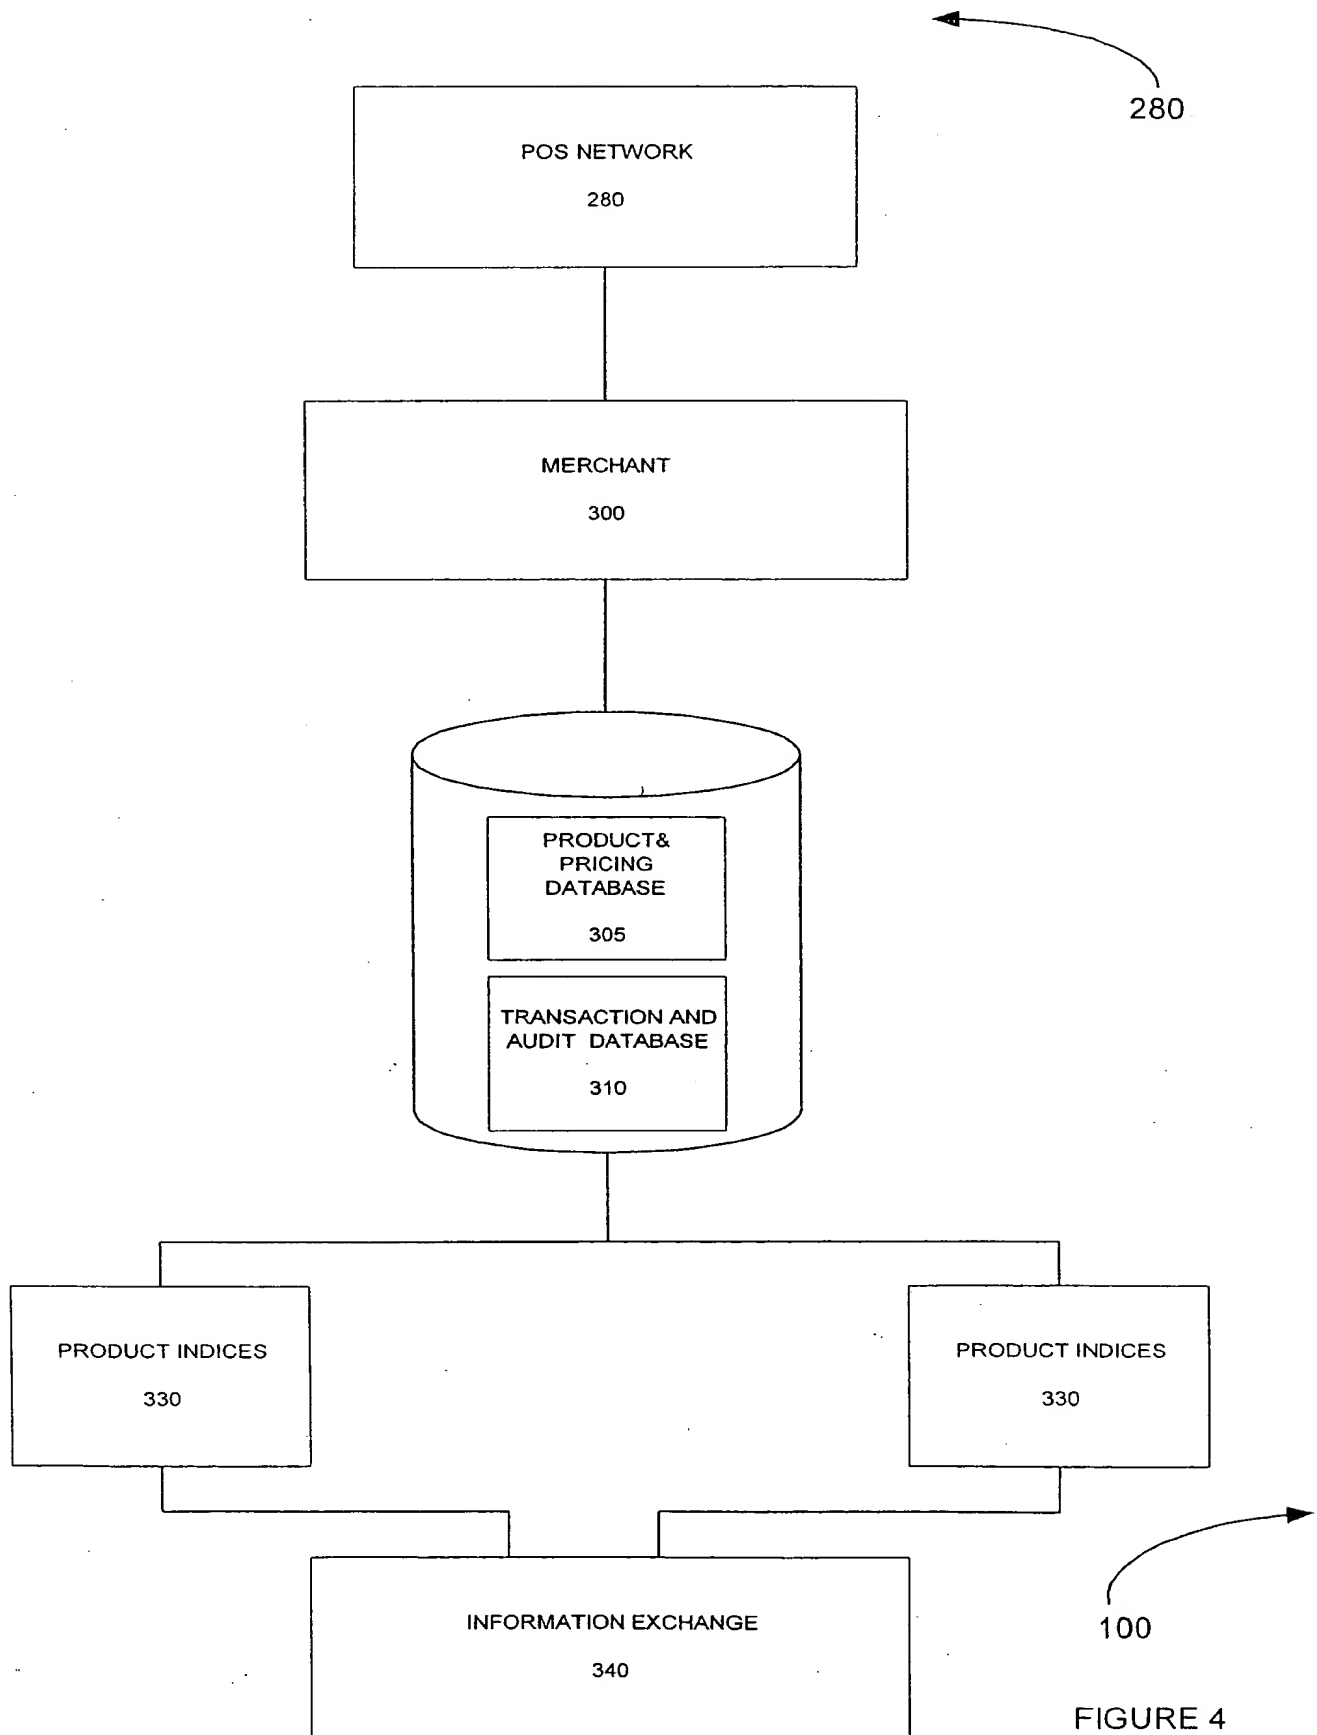 280
POS NETWORK
280
MERCHANT
300
PRODUCT&
PRICING
DATABASE
305
TRANSACTION AND
AUDIT DATABASE
310
PRODUCT INDICES
330
PRODUCT INDICES
330
INFORMATION EXCHANGE
340
100
FIGURE 4